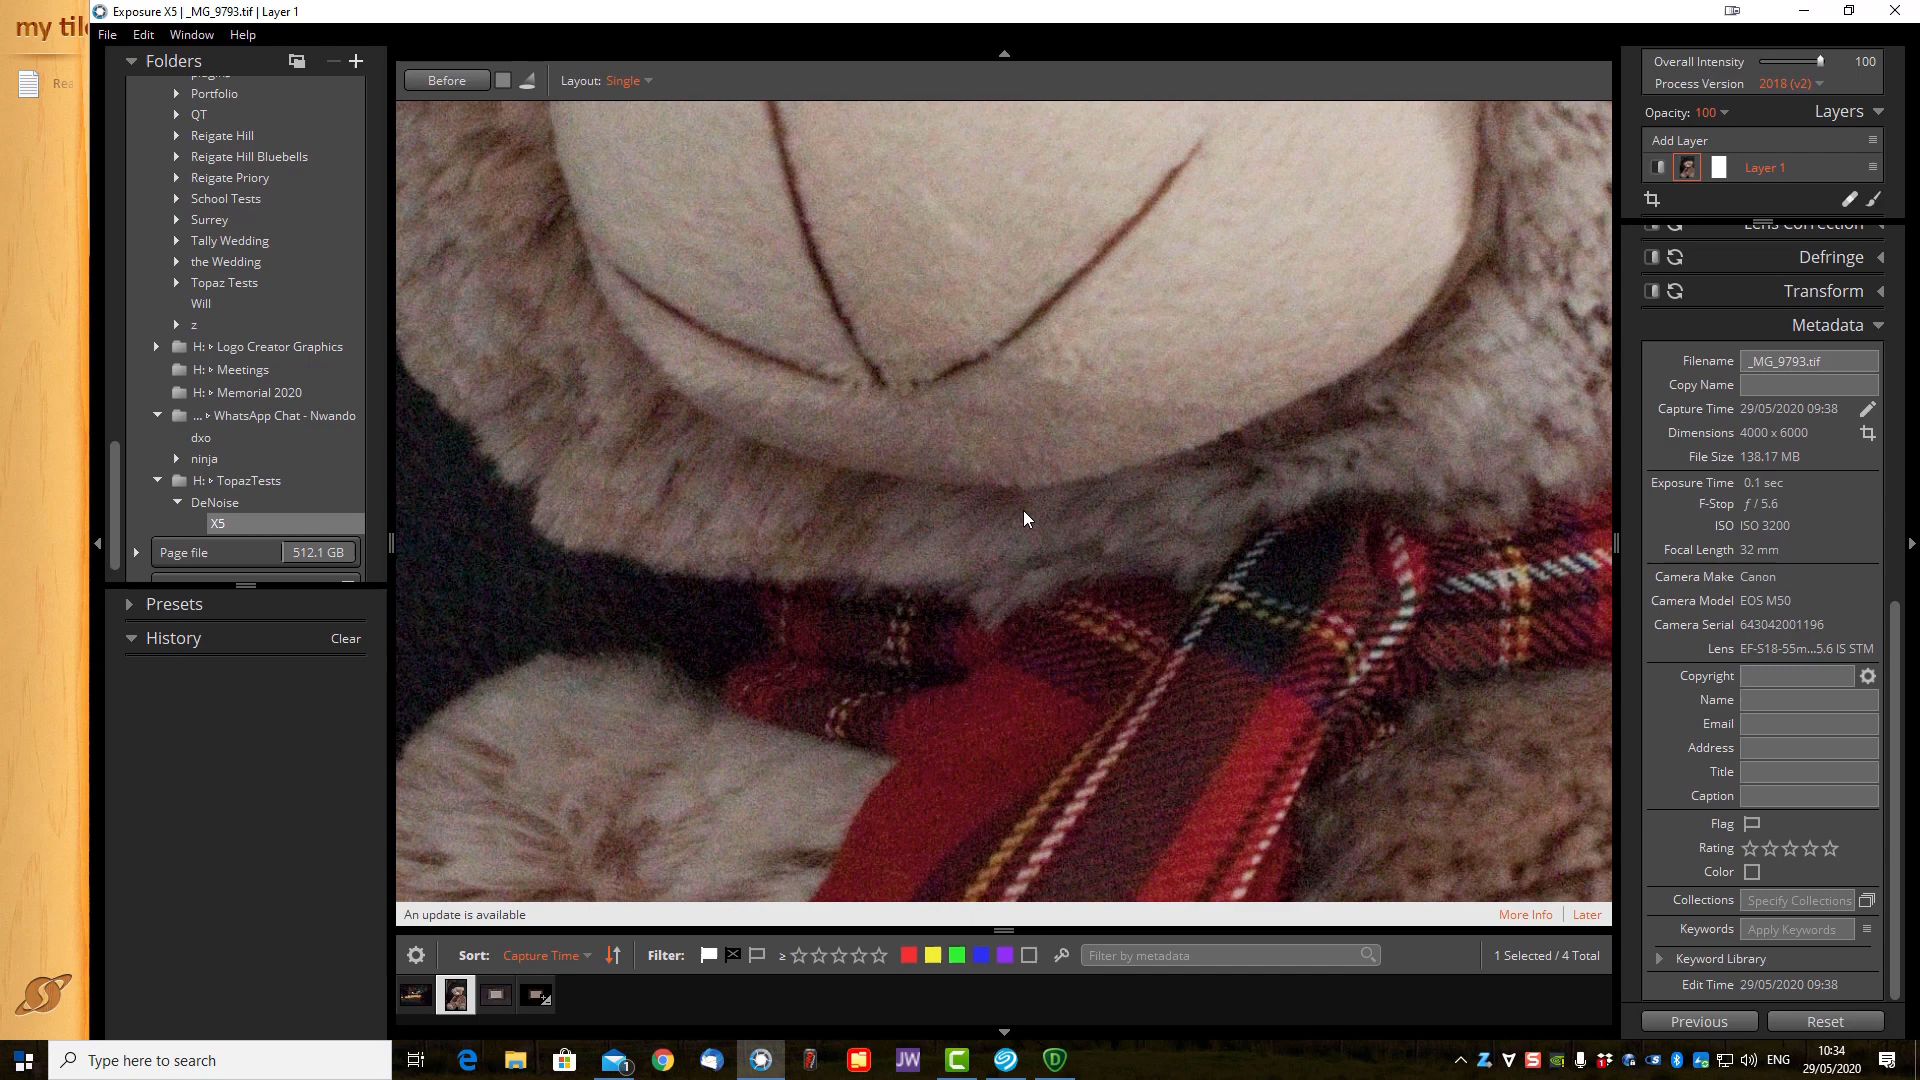 my til
Rea
Exposure X5 | _MG_9793.tif | Layer 1
File Edit Window Help
Folders
Portfolio
QT
Reigate Hill
Reigate Hill Bluebells
Reigate Priory
School Tests
Surrey
Tally Wedding
the Wedding
Topaz Tests
Will
z
H: Logo Creator Graphics
H: Meetings
H: Memorial 2020
... WhatsApp Chat - Nwando
dxo
ninja
H: TopazTests
DeNoise
X5
Page file 512.1 GB
Presets
History Clear
Before Layout: Single
An update is available More Info Later
Sort: Capture Time Filter: ≥ Filter by metadata 1 Selected / 4 Total
Overall Intensity 100
Process Version 2018 (v2)
Opacity: 100 Layers
Add Layer
Layer 1
Lens Correction
Defringe
Transform
Metadata
Filename _MG_9793.tif
Copy Name
Capture Time 29/05/2020 09:38
Dimensions 4000 x 6000
File Size 138.17 MB
Exposure Time 0.1 sec
F-Stop ƒ / 5.6
ISO ISO 3200
Focal Length 32 mm
Camera Make Canon
Camera Model EOS M50
Camera Serial 643042001196
Lens EF-S18-55m...5.6 IS STM
Copyright
Name
Email
Address
Title
Caption
Flag
Rating
Color
Collections Specify Collections
Keywords Apply Keywords
Keyword Library
Edit Time 29/05/2020 09:38
Previous Reset
Type here to search
JW
ENG
10:34
29/05/2020